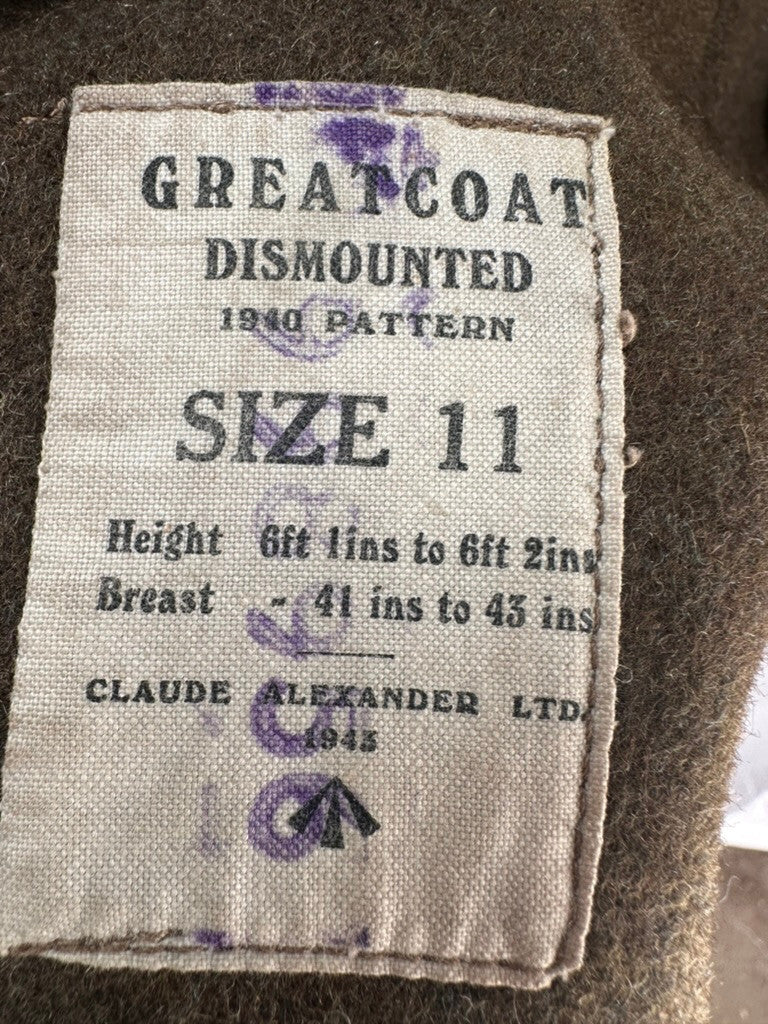 GREATCOAT
DISMOUNTED
1940 PATTERN
SIZE 11
Height 6ft 1ins to 6ft 2ins
Breast - 41 ins to 43 ins
CLAUDE ALEXANDER LTD.
1943